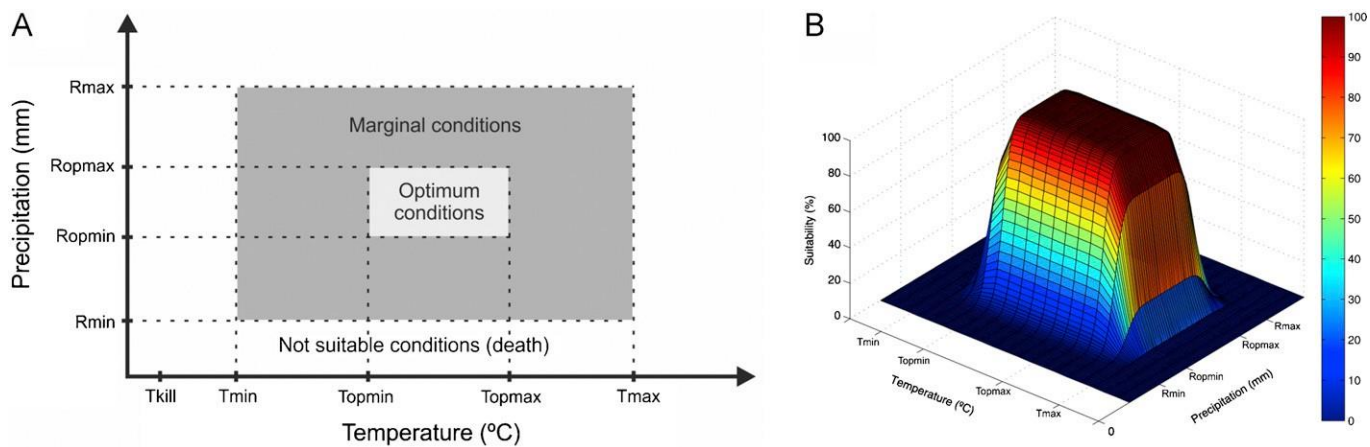 A
Precipitation (mm)
Rmax
Ropmax
Ropmin
Rmin
Marginal conditions
Optimum
conditions
Not suitable conditions (death)
Tkill
Tmin
Topmin
Topmax
Tmax
Temperature (ºC)
B
Suitability (%)
100
80
60
40
20
0
0
Tmin
Topmin
Topmax
Tmax
Temperature (ºC)
0
Rmin
Ropmin
Ropmax
Rmax
Precipitation (mm)
100
90
80
70
60
50
40
30
20
10
0